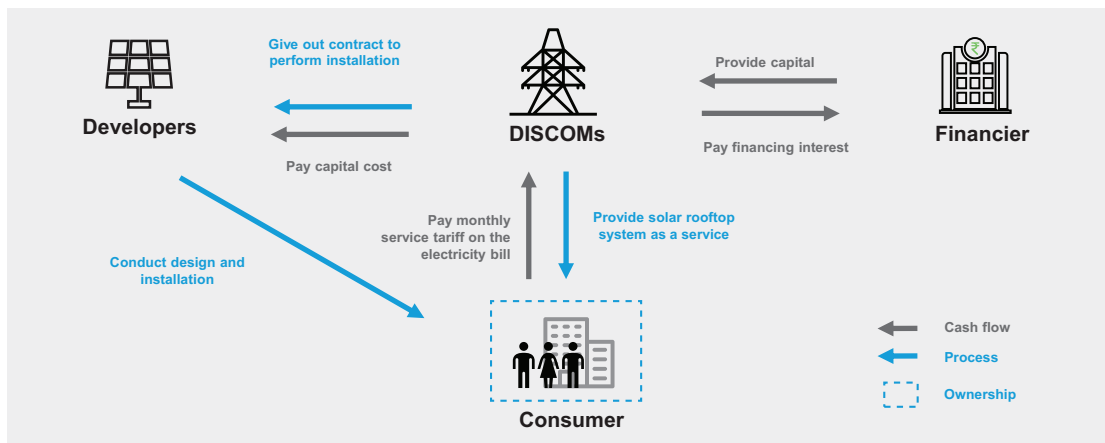 Give out contract to
perform installation
Provide capital
₹
Developers
DISCOMs
Financier
Pay capital cost
Pay financing interest
Pay monthly
service tariff on the
electricity bill
Provide solar rooftop
system as a service
Conduct design and
installation
Cash flow
Process
Ownership
Consumer